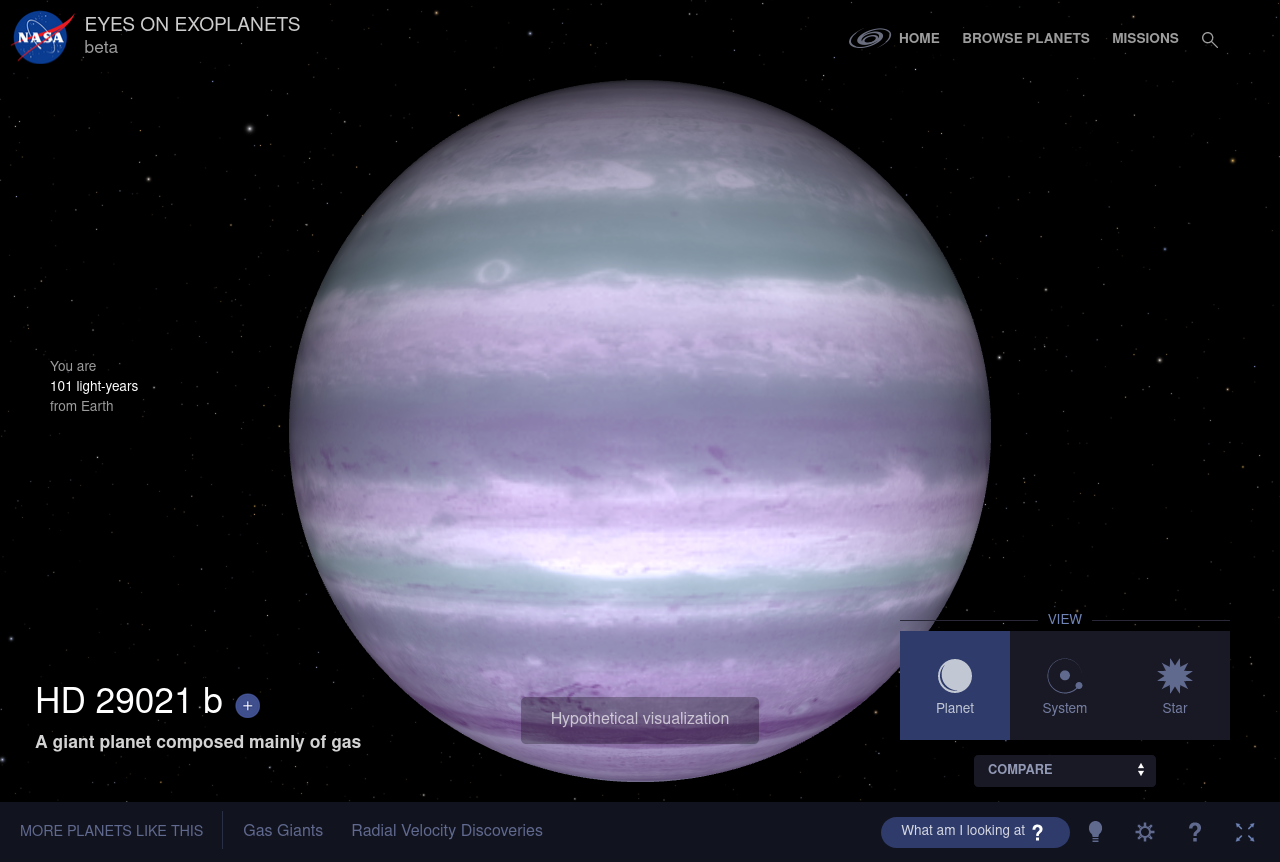 NASA
EYES ON EXOPLANETS
beta
HOME
BROWSE PLANETS
MISSIONS
You are
101 light-years
from Earth
VIEW
Planet
System
Star
HD 29021 b +
A giant planet composed mainly of gas
Hypothetical visualization
COMPARE
MORE PLANETS LIKE THIS
Gas Giants
Radial Velocity Discoveries
What am I looking at ?
?